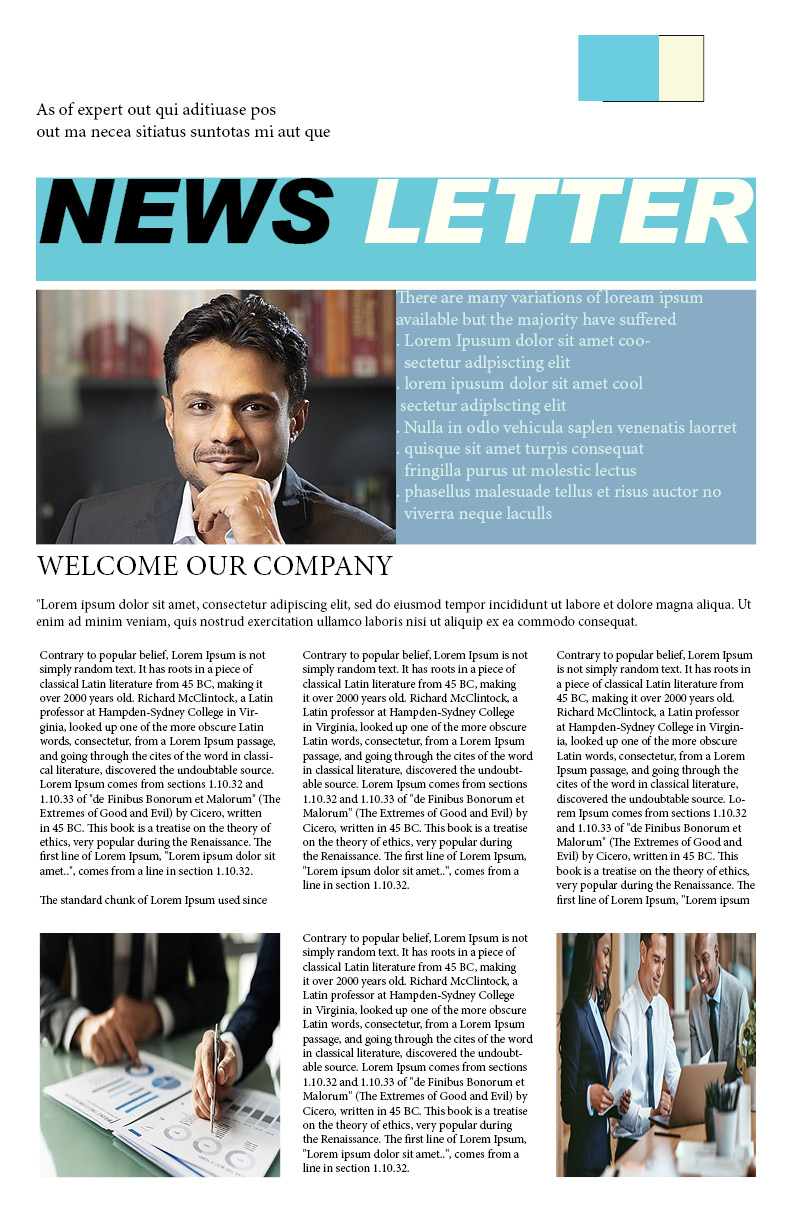 As of expert out qui aditiuase pos
out ma necea sitiatus suntotas mi aut que
NEWS LETTER
There are many variations of loream ipsum
available but the majority have suffered
. Lorem Ipusum dolor sit amet coo-
sectetur adlpiscting elit
. lorem ipusum dolor sit amet cool
sectetur adiplscting elit
. Nulla in odlo vehicula saplen venenatis laorret
. quisque sit amet turpis consequat
fringilla purus ut molestic lectus
. phasellus malesuade tellus et risus auctor no
viverra neque laculls
WELCOME OUR COMPANY
"Lorem ipsum dolor sit amet, consectetur adipiscing elit, sed do eiusmod tempor incididunt ut labore et dolore magna aliqua. Ut
enim ad minim veniam, quis nostrud exercitation ullamco laboris nisi ut aliquip ex ea commodo consequat.
Contrary to popular belief, Lorem Ipsum is not
simply random text. It has roots in a piece of
classical Latin literature from 45 BC, making it
over 2000 years old. Richard McClintock, a Latin
professor at Hampden-Sydney College in Vir-
ginia, looked up one of the more obscure Latin
words, consectetur, from a Lorem Ipsum passage,
and going through the cites of the word in classi-
cal literature, discovered the undoubtable source.
Lorem Ipsum comes from sections 1.10.32 and
1.10.33 of "de Finibus Bonorum et Malorum" (The
Extremes of Good and Evil) by Cicero, written
in 45 BC. This book is a treatise on the theory of
ethics, very popular during the Renaissance. The
first line of Lorem Ipsum, "Lorem ipsum dolor sit
amet..", comes from a line in section 1.10.32.
The standard chunk of Lorem Ipsum used since
Contrary to popular belief, Lorem Ipsum is not
simply random text. It has roots in a piece of
classical Latin literature from 45 BC, making
it over 2000 years old. Richard McClintock, a
Latin professor at Hampden-Sydney College
in Virginia, looked up one of the more obscure
Latin words, consectetur, from a Lorem Ipsum
passage, and going through the cites of the word
in classical literature, discovered the undoubt-
able source. Lorem Ipsum comes from sections
1.10.32 and 1.10.33 of "de Finibus Bonorum et
Malorum" (The Extremes of Good and Evil) by
Cicero, written in 45 BC. This book is a treatise
on the theory of ethics, very popular during
the Renaissance. The first line of Lorem Ipsum,
"Lorem ipsum dolor sit amet..", comes from a
line in section 1.10.32.
Contrary to popular belief, Lorem Ipsum
is not simply random text. It has roots in
a piece of classical Latin literature from
45 BC, making it over 2000 years old.
Richard McClintock, a Latin professor
at Hampden-Sydney College in Virgin-
ia, looked up one of the more obscure
Latin words, consectetur, from a Lorem
Ipsum passage, and going through the
cites of the word in classical literature,
discovered the undoubtable source. Lo-
rem Ipsum comes from sections 1.10.32
and 1.10.33 of "de Finibus Bonorum et
Malorum" (The Extremes of Good and
Evil) by Cicero, written in 45 BC. This
book is a treatise on the theory of ethics,
very popular during the Renaissance. The
first line of Lorem Ipsum, "Lorem ipsum
Contrary to popular belief, Lorem Ipsum is not
simply random text. It has roots in a piece of
classical Latin literature from 45 BC, making
it over 2000 years old. Richard McClintock, a
Latin professor at Hampden-Sydney College
in Virginia, looked up one of the more obscure
Latin words, consectetur, from a Lorem Ipsum
passage, and going through the cites of the word
in classical literature, discovered the undoubt-
able source. Lorem Ipsum comes from sections
1.10.32 and 1.10.33 of "de Finibus Bonorum et
Malorum" (The Extremes of Good and Evil) by
Cicero, written in 45 BC. This book is a treatise
on the theory of ethics, very popular during
the Renaissance. The first line of Lorem Ipsum,
"Lorem ipsum dolor sit amet..", comes from a
line in section 1.10.32.